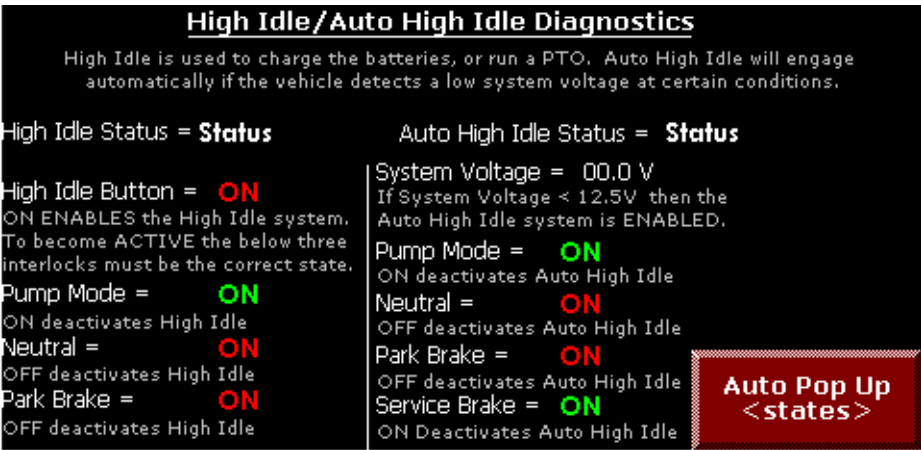 High Idle/Auto High Idle Diagnostics
High Idle is used to charge the batteries, or run a PTO. Auto High Idle will engage
automatically if the vehicle detects a low system voltage at certain conditions.
High Idle Status = Status
High Idle Button = ON
ON ENABLES the High Idle system.
To become ACTIVE the below three
interlocks must be the correct state.
Pump Mode = ON
ON deactivates High Idle
Neutral = ON
OFF deactivates High Idle
Park Brake = ON
OFF deactivates High Idle
Auto High Idle Status = Status
System Voltage = 00.0 V
If System Voltage < 12.5V then the
Auto High Idle system is ENABLED.
Pump Mode = ON
ON deactivates Auto High Idle
Neutral = ON
OFF deactivates Auto High Idle
Park Brake = ON
OFF deactivates Auto High Idle
Service Brake = ON
ON Deactivates Auto High Idle
Auto Pop Up
<states>